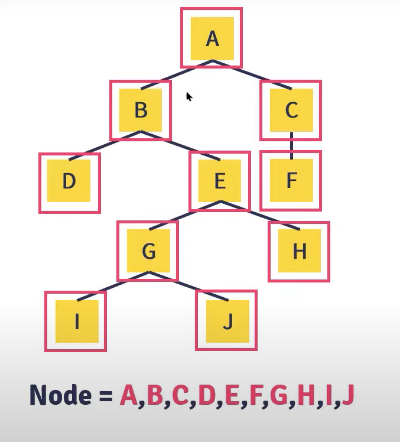 A
B
C
D
E
F
G
H
I
J
Node = A,B,C,D,E,F,G,H,I,J